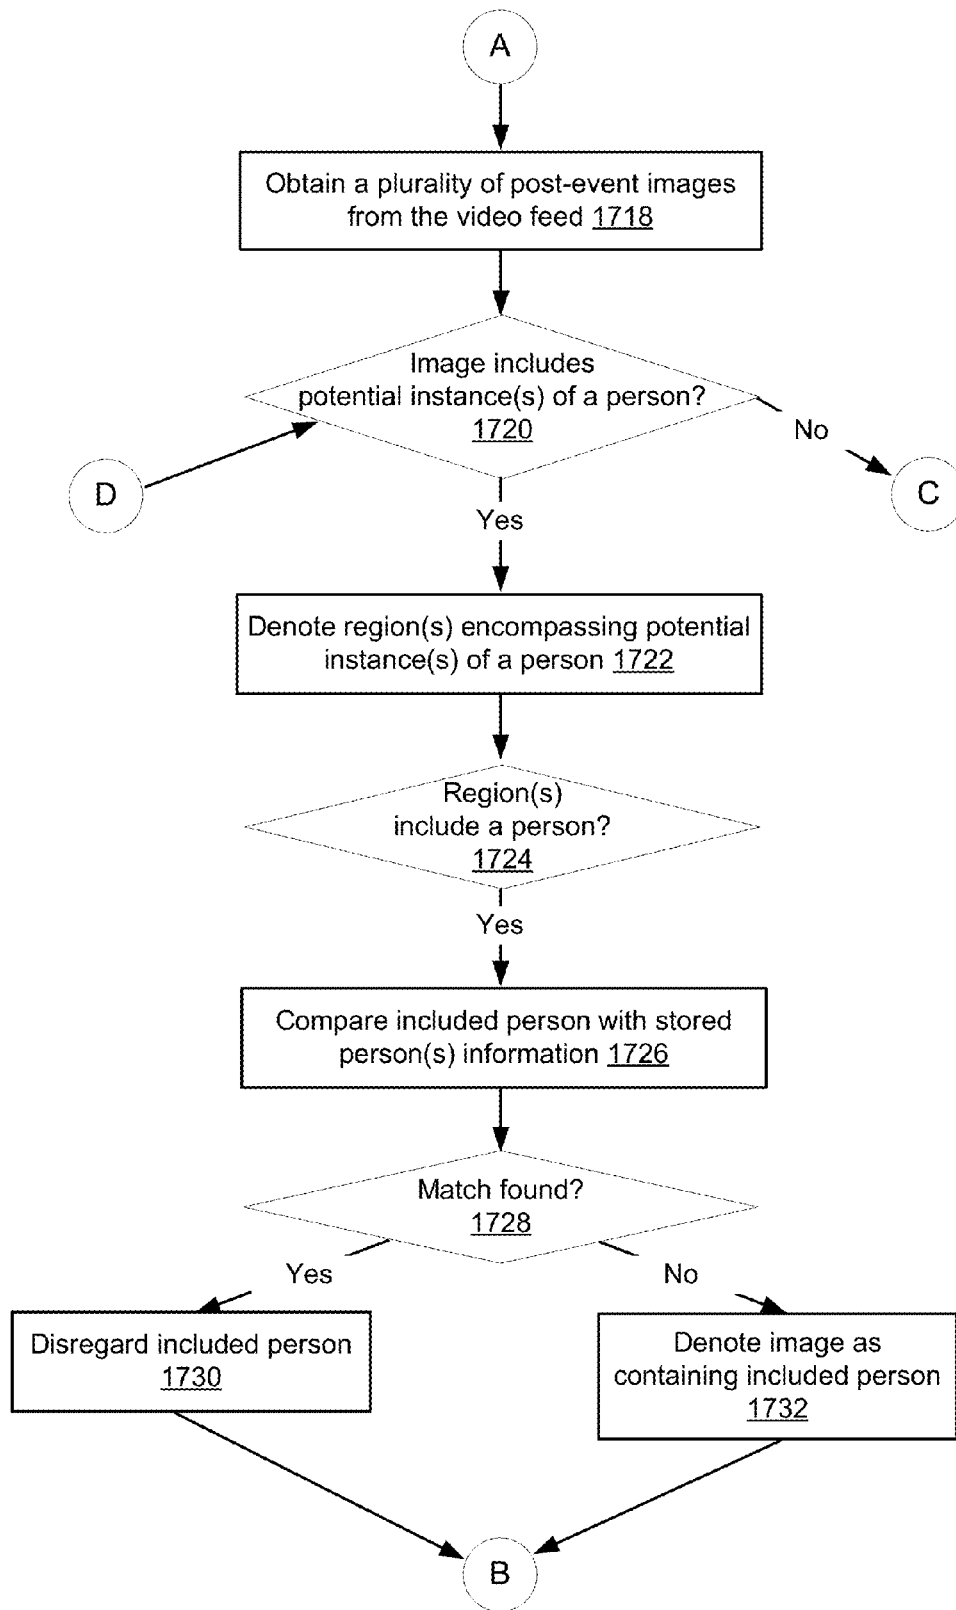 A
Obtain a plurality of post-event images
from the video feed 1718
Image includes
potential instance(s) of a person?
1720
No
D
C
Yes
Denote region(s) encompassing potential
instance(s) of a person 1722
Region(s)
include a person?
1724
Yes
Compare included person with stored
person(s) information 1726
Match found?
1728
Yes
No
Disregard included person
1730
Denote image as
containing included person
1732
B